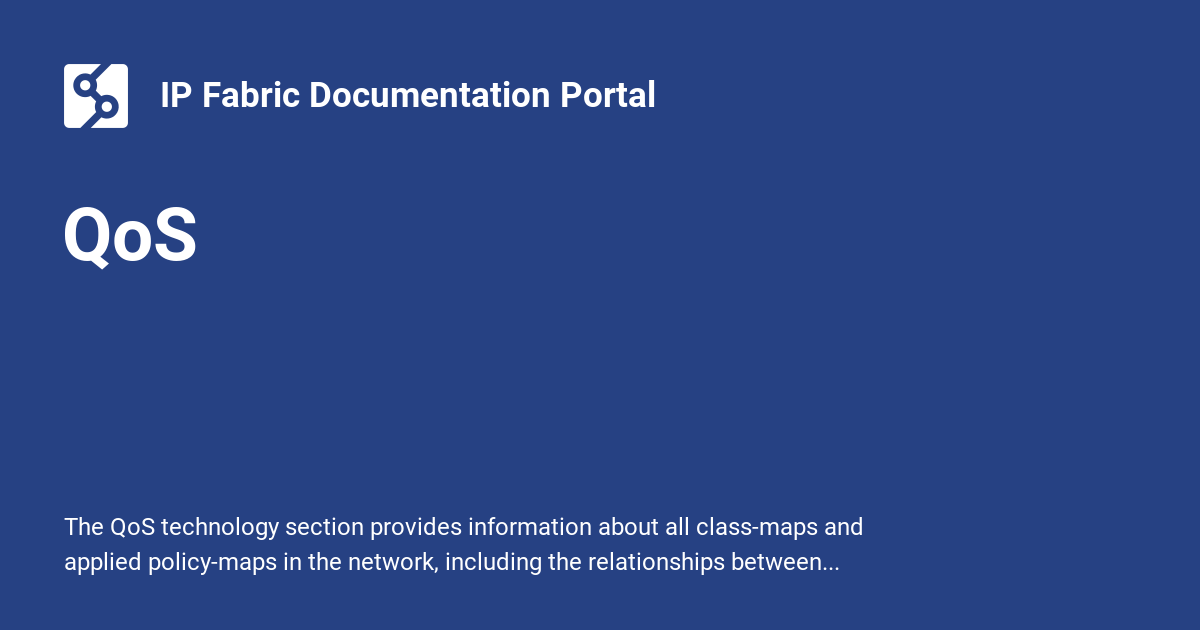 IP Fabric Documentation Portal
QoS
The QoS technology section provides information about all class-maps and
applied policy-maps in the network, including the relationships between...